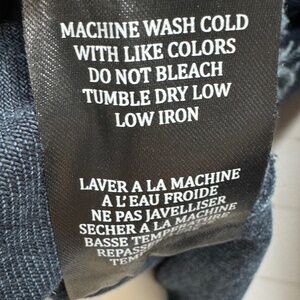 MACHINE WASH COLD
WITH LIKE COLORS
DO NOT BLEACH
TUMBLE DRY LOW
LOW IRON
LAVER A LA MACHINE
A L'EAU FROIDE
NE PAS JAVELLISER
SECHER A LA MACHINE
BASSE TEMPERATURE
REPASSE